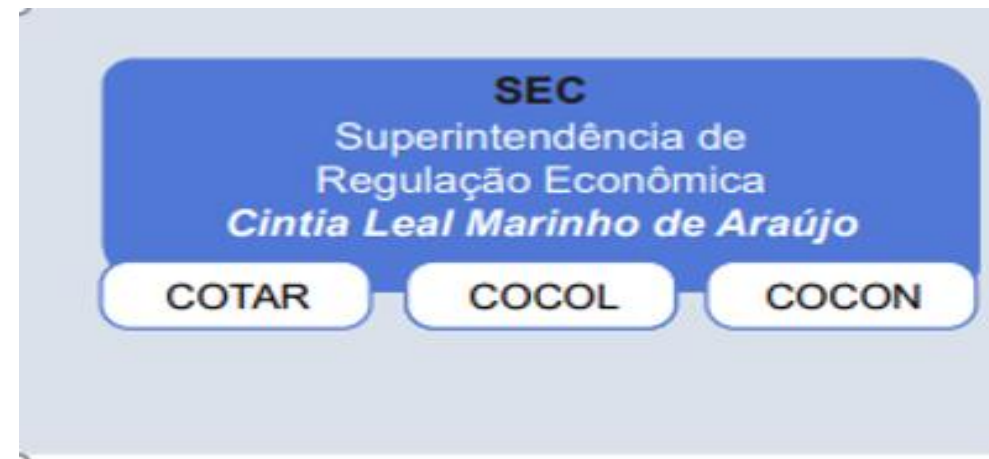 SEC
Superintendência de
Regulação Econômica
Cintia Leal Marinho de Araújo
COTAR
COCOL
COCON